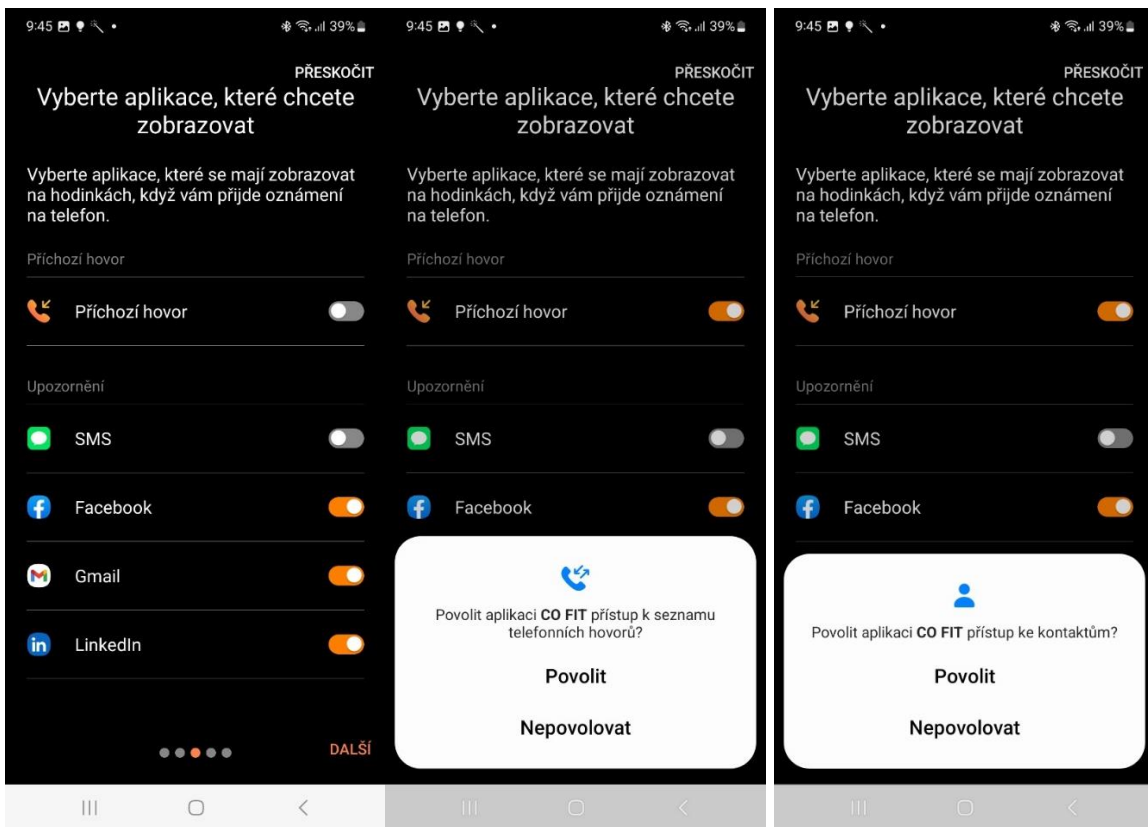 9:45
39%
PŘESKOČIT
Vyberte aplikace, které chcete
zobrazovat
Vyberte aplikace, které se mají zobrazovat
na hodinkách, když vám přijde oznámení
na telefon.
Příchozí hovor
Příchozí hovor
Upozornění
SMS
Facebook
Gmail
LinkedIn
DALŠÍ
9:45
39%
PŘESKOČIT
Vyberte aplikace, které chcete
zobrazovat
Vyberte aplikace, které se mají zobrazovat
na hodinkách, když vám přijde oznámení
na telefon.
Příchozí hovor
Příchozí hovor
Upozornění
SMS
Facebook
Povolit aplikaci CO FIT přístup k seznamu
telefonních hovorů?
Povolit
Nepovolovat
9:45
39%
PŘESKOČIT
Vyberte aplikace, které chcete
zobrazovat
Vyberte aplikace, které se mají zobrazovat
na hodinkách, když vám přijde oznámení
na telefon.
Příchozí hovor
Příchozí hovor
Upozornění
SMS
Facebook
Povolit aplikaci CO FIT přístup ke kontaktům?
Povolit
Nepovolovat